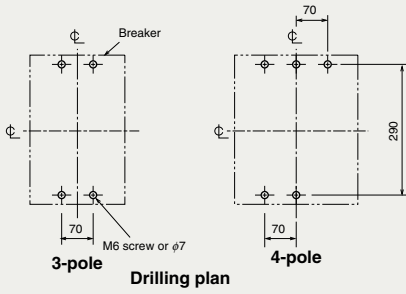 70
℄
Breaker
℄
℄
℄
290
70
M6 screw or φ7
70
3-pole
4-pole
Drilling plan